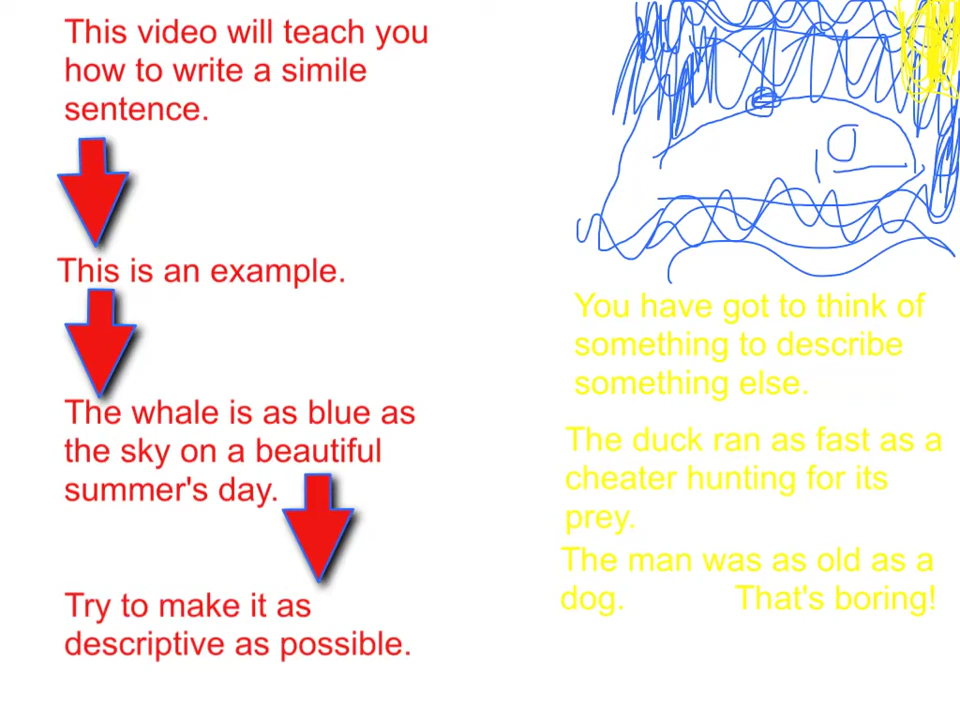 This video will teach you
how to write a simile
sentence.
This is an example.
The whale is as blue as
the sky on a beautiful
summer's day.
Try to make it as
descriptive as possible.
You have got to think of
something to describe
something else.
The duck ran as fast as a
cheater hunting for its
prey.
The man was as old as a
dog. That's boring!